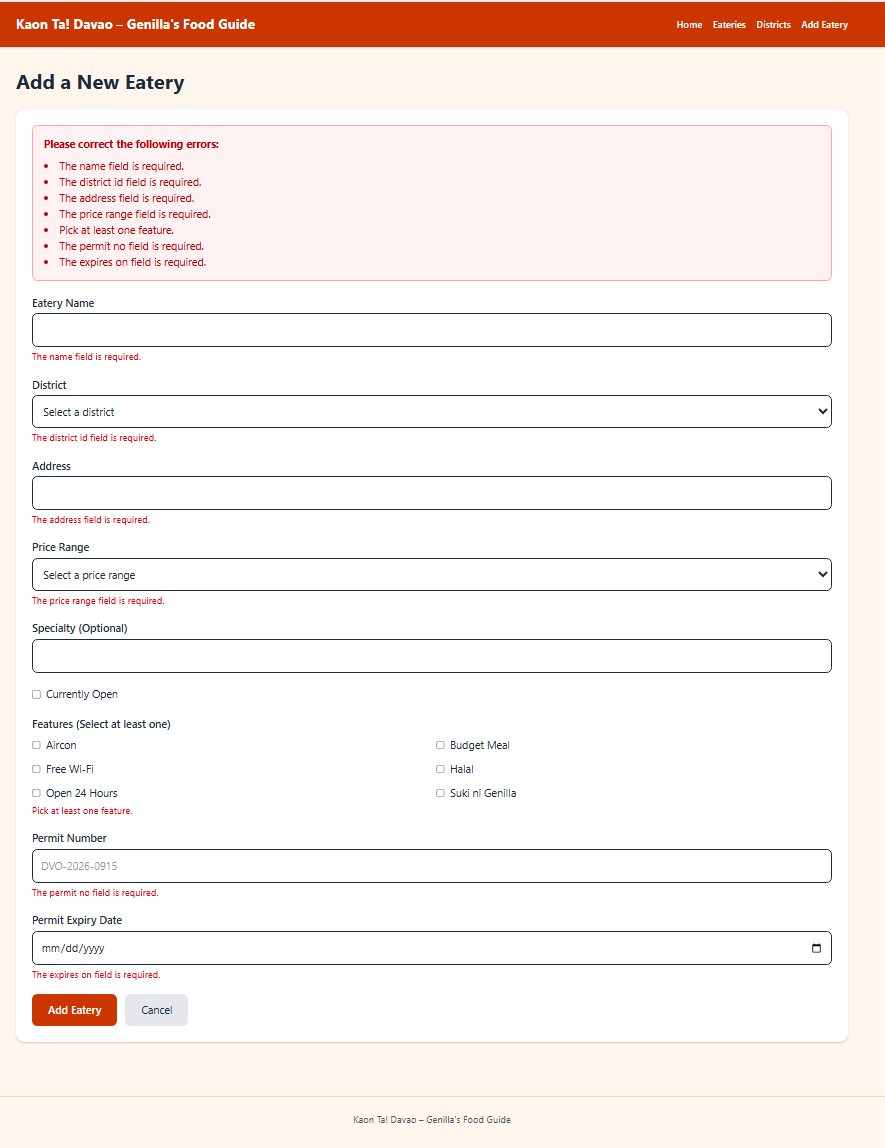 Kaon Ta! Davao – Genilla's Food Guide
Home Eateries Districts Add Eatery
Add a New Eatery
Please correct the following errors:
• The name field is required.
• The district id field is required.
• The address field is required.
• The price range field is required.
• Pick at least one feature.
• The permit no field is required.
• The expires on field is required.
Eatery Name
The name field is required.
District
Select a district
The district id field is required.
Address
The address field is required.
Price Range
Select a price range
The price range field is required.
Specialty (Optional)
Currently Open
Features (Select at least one)
Aircon Budget Meal
Free Wi-Fi Halal
Open 24 Hours Suki ni Genilla
Pick at least one feature.
Permit Number
DVO-2026-0915
The permit no field is required.
Permit Expiry Date
mm/dd/yyyy
The expires on field is required.
Add Eatery Cancel
Kaon Ta! Davao – Genilla's Food Guide